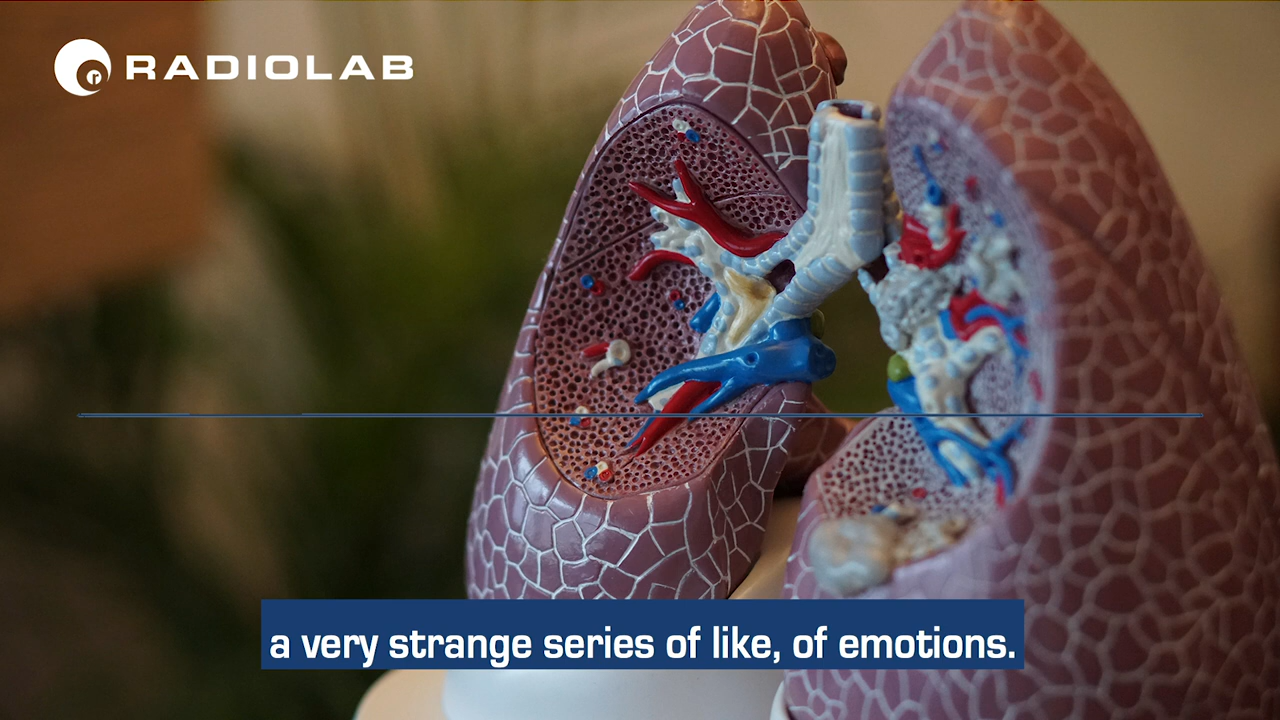 RADIOLAB
a very strange series of like, of emotions.